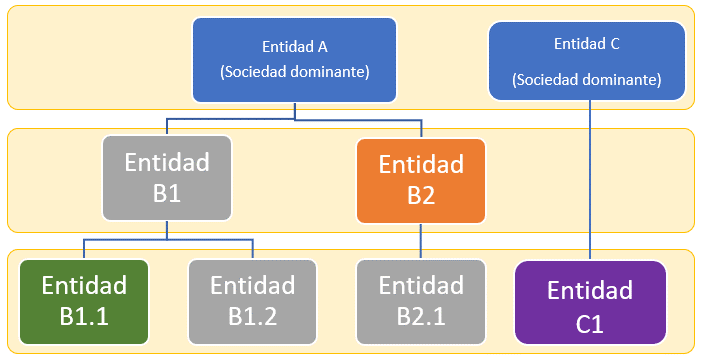 Entidad A
(Sociedad dominante)
Entidad C
(Sociedad dominante)
Entidad
B1
Entidad
B2
Entidad
B1.1
Entidad
B1.2
Entidad
B2.1
Entidad
C1